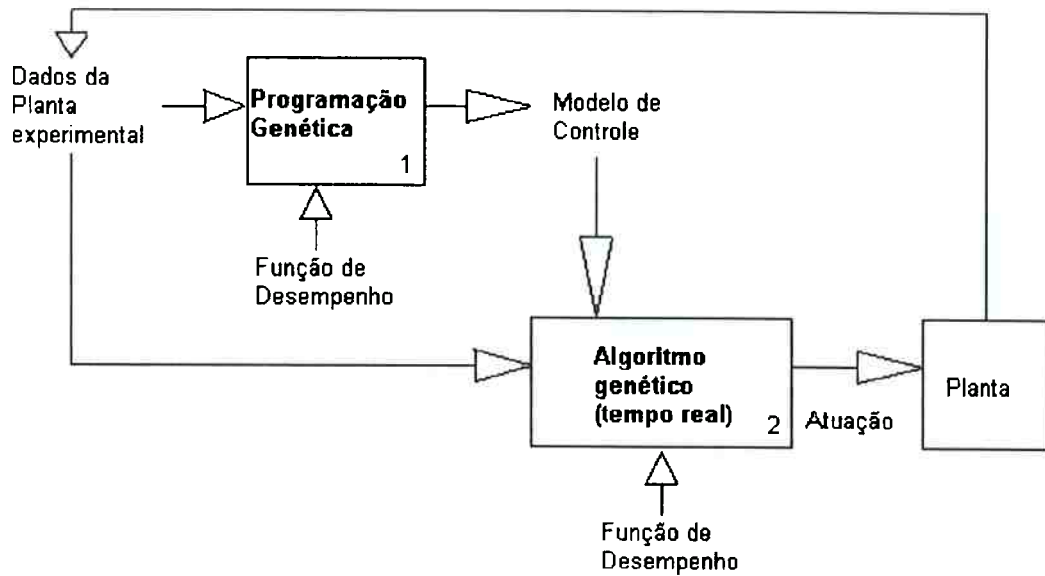 Dados da
Planta
experimental
Programação
Genética
1
Modelo de
Controle
Função de
Desempenho
Algoritmo
genético
(tempo real)
2
Atuação
Planta
Função de
Desempenho